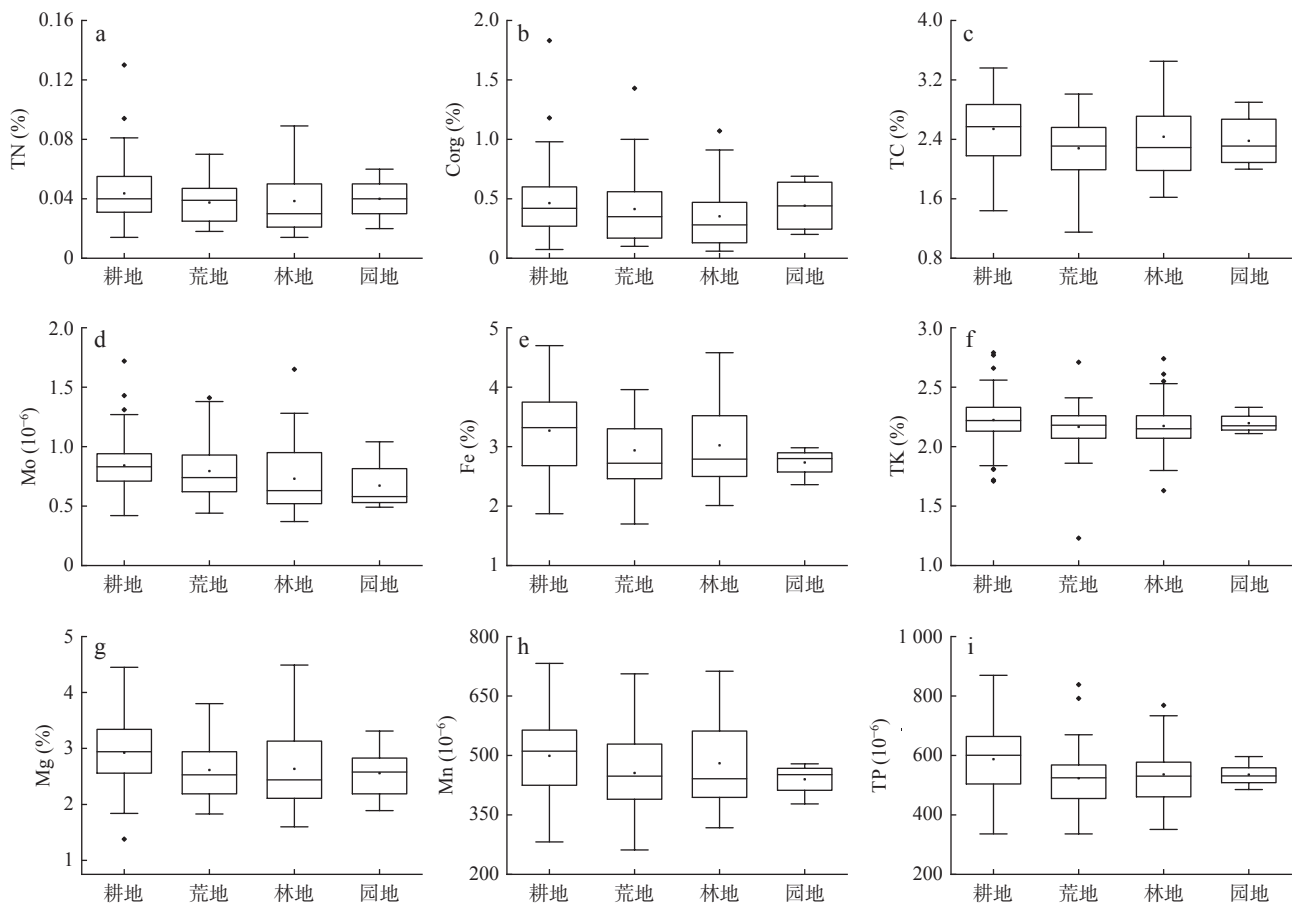 a
TN (%)
0.16
0.12
0.08
0.04
0
耕地 荒地 林地 园地
b
Corg (%)
2.0
1.5
1.0
0.5
0
耕地 荒地 林地 园地
c
TC (%)
4.0
3.2
2.4
1.6
0.8
耕地 荒地 林地 园地
d
Mo (10⁻⁶)
2.0
1.5
1.0
0.5
0
耕地 荒地 林地 园地
e
Fe (%)
5
4
3
2
1
耕地 荒地 林地 园地
f
TK (%)
3.0
2.5
2.0
1.5
1.0
耕地 荒地 林地 园地
g
Mg (%)
5
4
3
2
1
耕地 荒地 林地 园地
h
Mn (10⁻⁶)
800
650
500
350
200
耕地 荒地 林地 园地
i
TP (10⁻⁶)
1 000
800
600
400
200
耕地 荒地 林地 园地